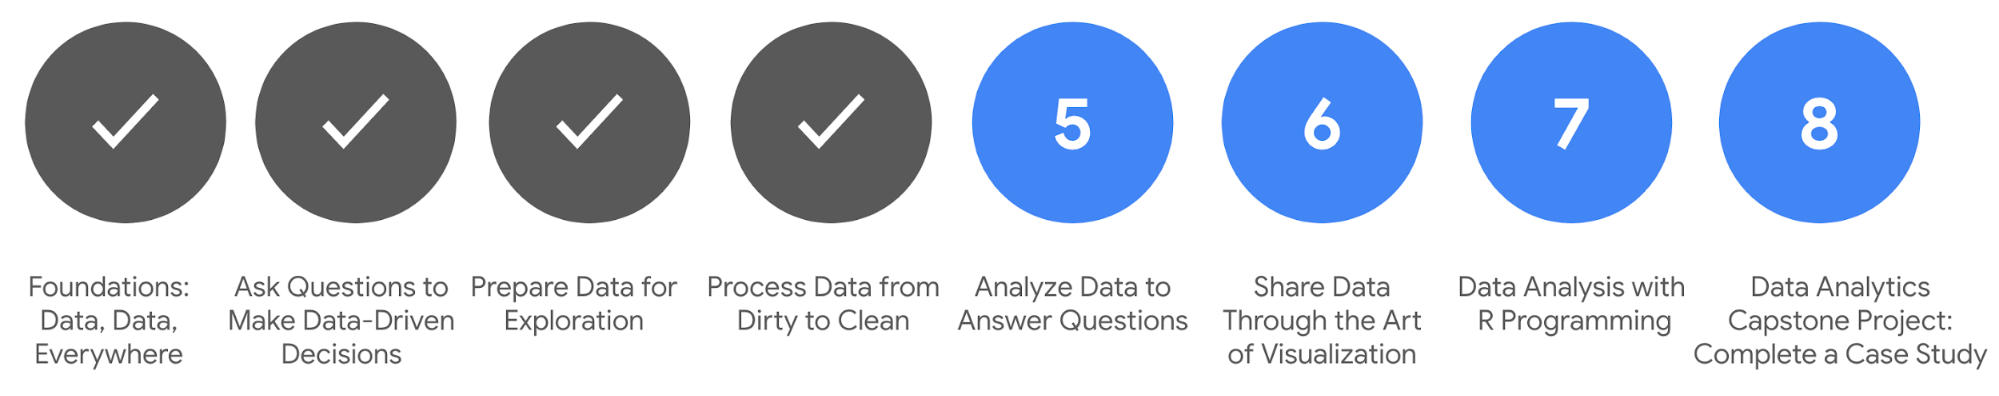 5
6
7
8
Foundations:
Data, Data,
Everywhere
Ask Questions to
Make Data-Driven
Decisions
Prepare Data for
Exploration
Process Data from
Dirty to Clean
Analyze Data to
Answer Questions
Share Data
Through the Art
of Visualization
Data Analysis with
R Programming
Data Analytics
Capstone Project:
Complete a Case Study